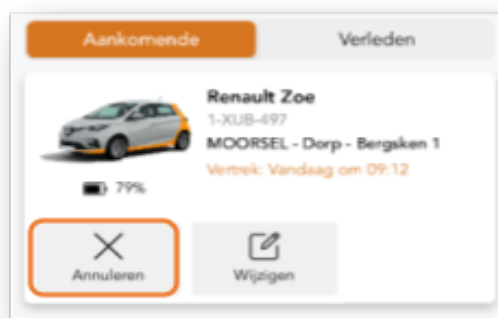 Aankomende
Verleden
Renault Zoe
1-XUB-497
MOORSEL - Dorp - Bergsken 1
Vertrek: Vandaag om 09:12
79%
Annuleren
Wijzigen